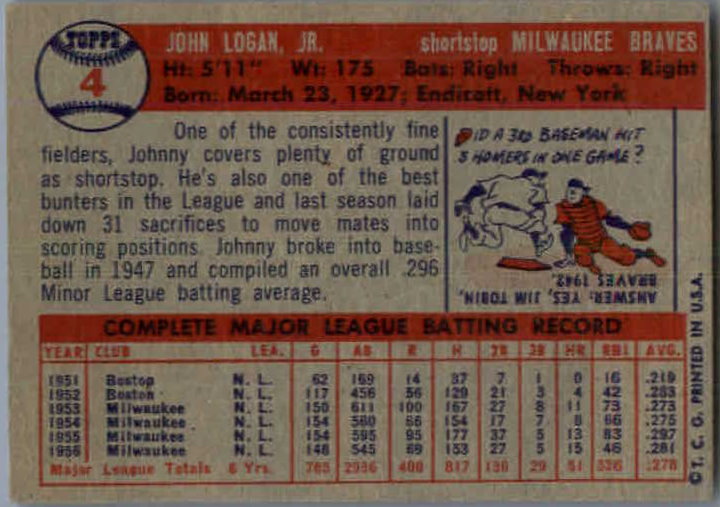 TOPPS
4
JOHN LOGAN, JR. shortstop MILWAUKEE BRAVES
Ht: 5'11" Wt: 175 Bats: Right Throws: Right
Born: March 23, 1927; Endicott, New York
One of the consistently fine
fielders, Johnny covers plenty of ground
as shortstop. He's also one of the best
bunters in the League and last season laid
down 31 sacrifices to move mates into
scoring positions. Johnny broke into base-
ball in 1947 and compiled an overall .296
Minor League batting average.
DID A 3RD BASEMAN HIT
3 HOMERS IN ONE GAME?
ANSWER: YES, JIM TOBIN,
BRAVES 1942.
COMPLETE MAJOR LEAGUE BATTING RECORD
YEAR CLUB LEA. G AB R H 2B 3B HR RBI AVG.
1951 Boston N. L. 62 169 14 37 7 1 0 16 .219
1952 Boston N. L. 117 456 56 129 21 3 4 42 .283
1953 Milwaukee N. L. 150 611 100 167 27 8 11 73 .273
1954 Milwaukee N. L. 154 560 66 154 17 7 8 66 .275
1955 Milwaukee N. L. 154 595 95 177 37 5 13 83 .297
1956 Milwaukee N. L. 148 545 69 153 27 5 15 46 .281
Major League Totals 6 Yrs. 785 2936 400 817 136 29 51 326 .278
©T. C. G. PRINTED IN U.S.A.